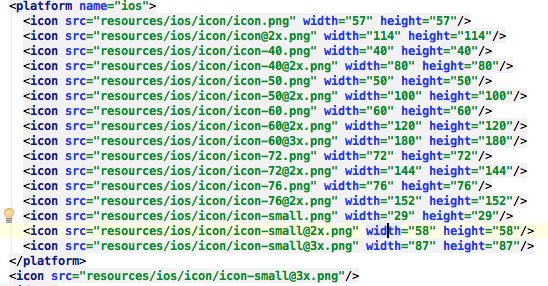 <platform name="ios">
<icon src="resources/ios/icon/icon.png" width="57" height="57"/>
<icon src="resources/ios/icon/icon@2x.png" width="114" height="114"/>
<icon src="resources/ios/icon/icon-40.png" width="40" height="40"/>
<icon src="resources/ios/icon/icon-40@2x.png" width="80" height="80"/>
<icon src="resources/ios/icon/icon-50.png" width="50" height="50"/>
<icon src="resources/ios/icon/icon-50@2x.png" width="100" height="100"/>
<icon src="resources/ios/icon/icon-60.png" width="60" height="60"/>
<icon src="resources/ios/icon/icon-60@2x.png" width="120" height="120"/>
<icon src="resources/ios/icon/icon-60@3x.png" width="180" height="180"/>
<icon src="resources/ios/icon/icon-72.png" width="72" height="72"/>
<icon src="resources/ios/icon/icon-72@2x.png" width="144" height="144"/>
<icon src="resources/ios/icon/icon-76.png" width="76" height="76"/>
<icon src="resources/ios/icon/icon-76@2x.png" width="152" height="152"/>
<icon src="resources/ios/icon/icon-small.png" width="29" height="29"/>
<icon src="resources/ios/icon/icon-small@2x.png" width="58" height="58"/>
<icon src="resources/ios/icon/icon-small@3x.png" width="87" height="87"/>
</platform>
<icon src="resources/ios/icon/icon-small@3x.png"/>